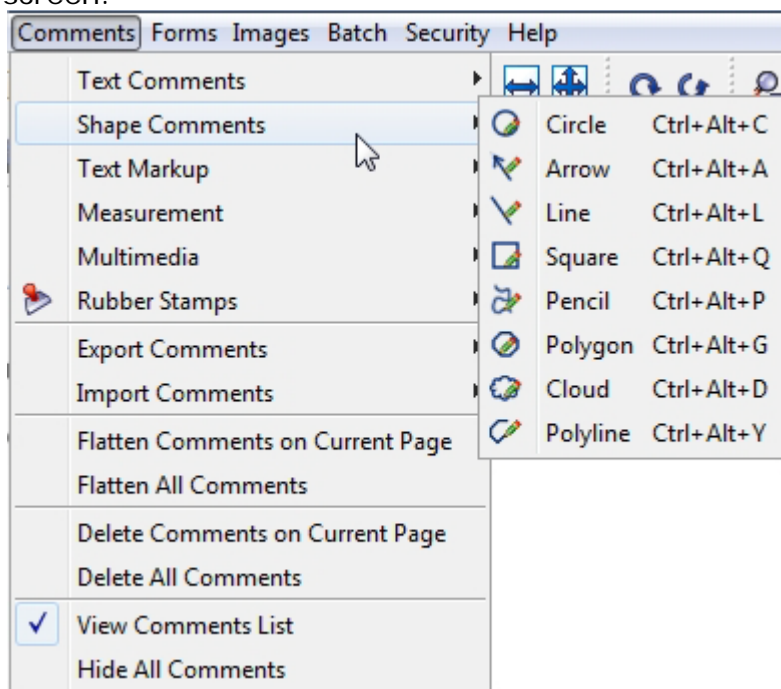 screen.
Comments Forms Images Batch Security Help
Text Comments
Shape Comments
Text Markup
Measurement
Multimedia
Rubber Stamps
Export Comments
Import Comments
Flatten Comments on Current Page
Flatten All Comments
Delete Comments on Current Page
Delete All Comments
View Comments List
Hide All Comments
Circle Ctrl+Alt+C
Arrow Ctrl+Alt+A
Line Ctrl+Alt+L
Square Ctrl+Alt+Q
Pencil Ctrl+Alt+P
Polygon Ctrl+Alt+G
Cloud Ctrl+Alt+D
Polyline Ctrl+Alt+Y